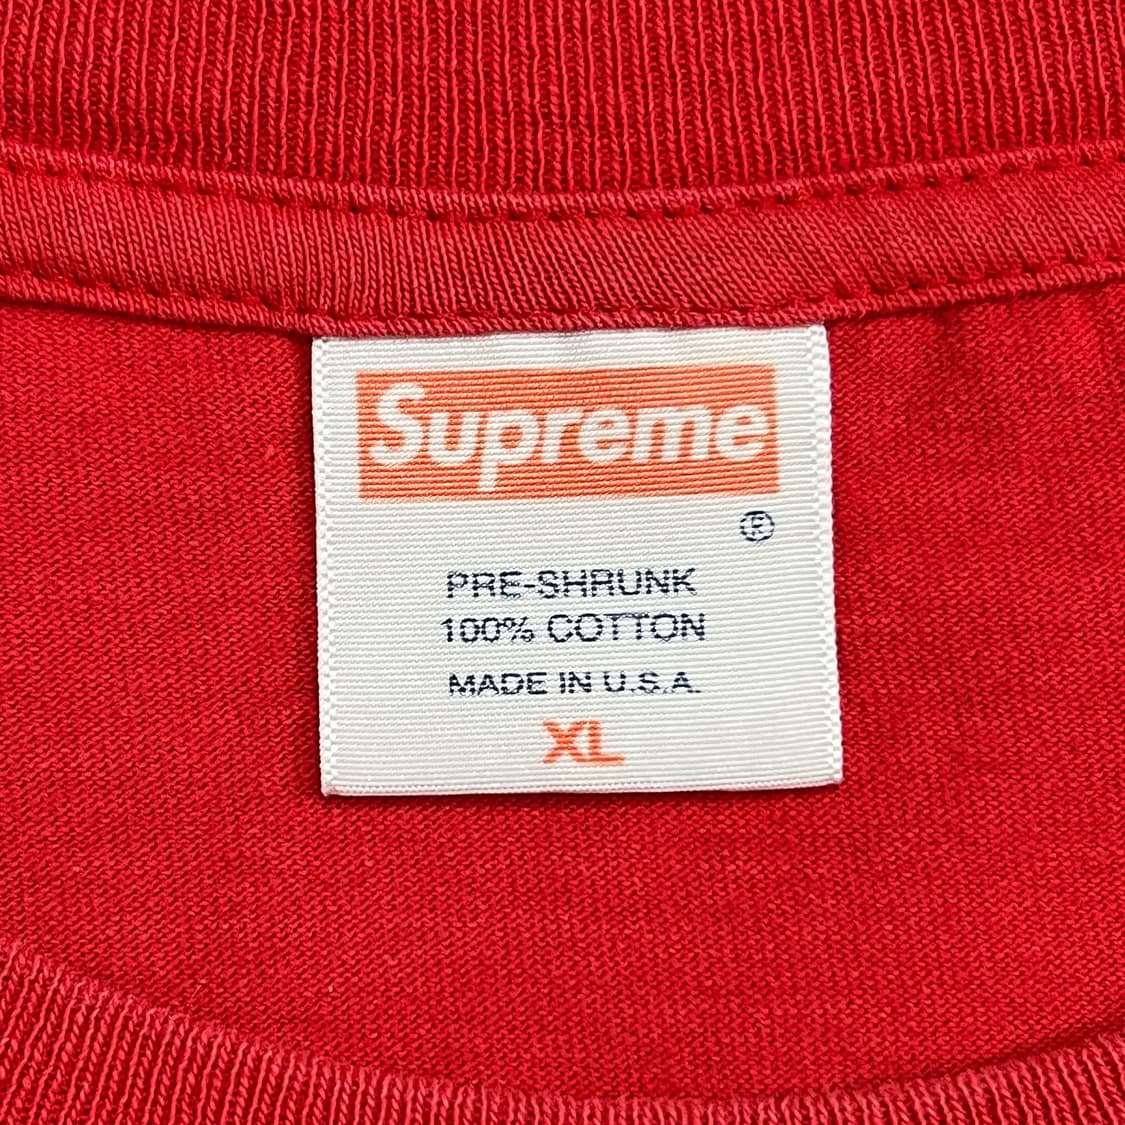 Supreme
®
PRE-SHRUNK
100% COTTON
MADE IN U.S.A.
XL